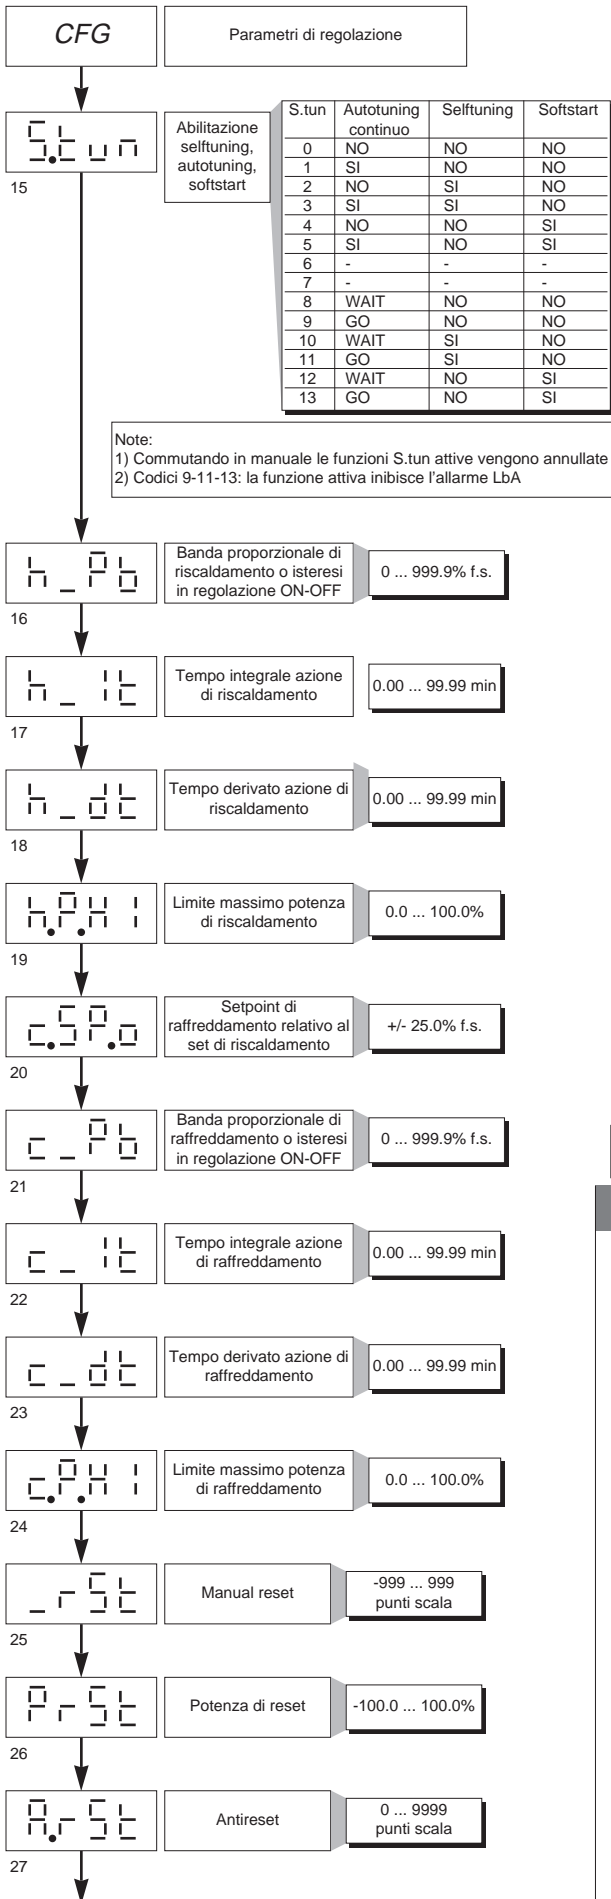 CFG
Parametri di regolazione
S.tun
15
Abilitazione
selftuning,
autotuning,
softstart
S.tun Autotuning continuo Selftuning Softstart
0 NO NO NO
1 SI NO NO
2 NO SI NO
3 SI SI NO
4 NO NO SI
5 SI NO SI
6 - - -
7 - - -
8 WAIT NO NO
9 GO NO NO
10 WAIT SI NO
11 GO SI NO
12 WAIT NO SI
13 GO NO SI
Note:
1) Commutando in manuale le funzioni S.tun attive vengono annullate
2) Codici 9-11-13: la funzione attiva inibisce l'allarme LbA
h_Pb
16
Banda proporzionale di
riscaldamento o isteresi
in regolazione ON-OFF
0 ... 999.9% f.s.
h_It
17
Tempo integrale azione
di riscaldamento
0.00 ... 99.99 min
h_dt
18
Tempo derivato azione di
riscaldamento
0.00 ... 99.99 min
h.P.HI
19
Limite massimo potenza
di riscaldamento
0.0 ... 100.0%
c.SP.o
20
Setpoint di
raffreddamento relativo al
set di riscaldamento
+/- 25.0% f.s.
c_Pb
21
Banda proporzionale di
raffreddamento o isteresi
in regolazione ON-OFF
0 ... 999.9% f.s.
c_It
22
Tempo integrale azione
di raffreddamento
0.00 ... 99.99 min
c_dt
23
Tempo derivato azione di
raffreddamento
0.00 ... 99.99 min
c.P.HI
24
Limite massimo potenza
di raffreddamento
0.0 ... 100.0%
_rSt
25
Manual reset
-999 ... 999
punti scala
PrSt
26
Potenza di reset
-100.0 ... 100.0%
A.rSt
27
Antireset
0 ... 9999
punti scala